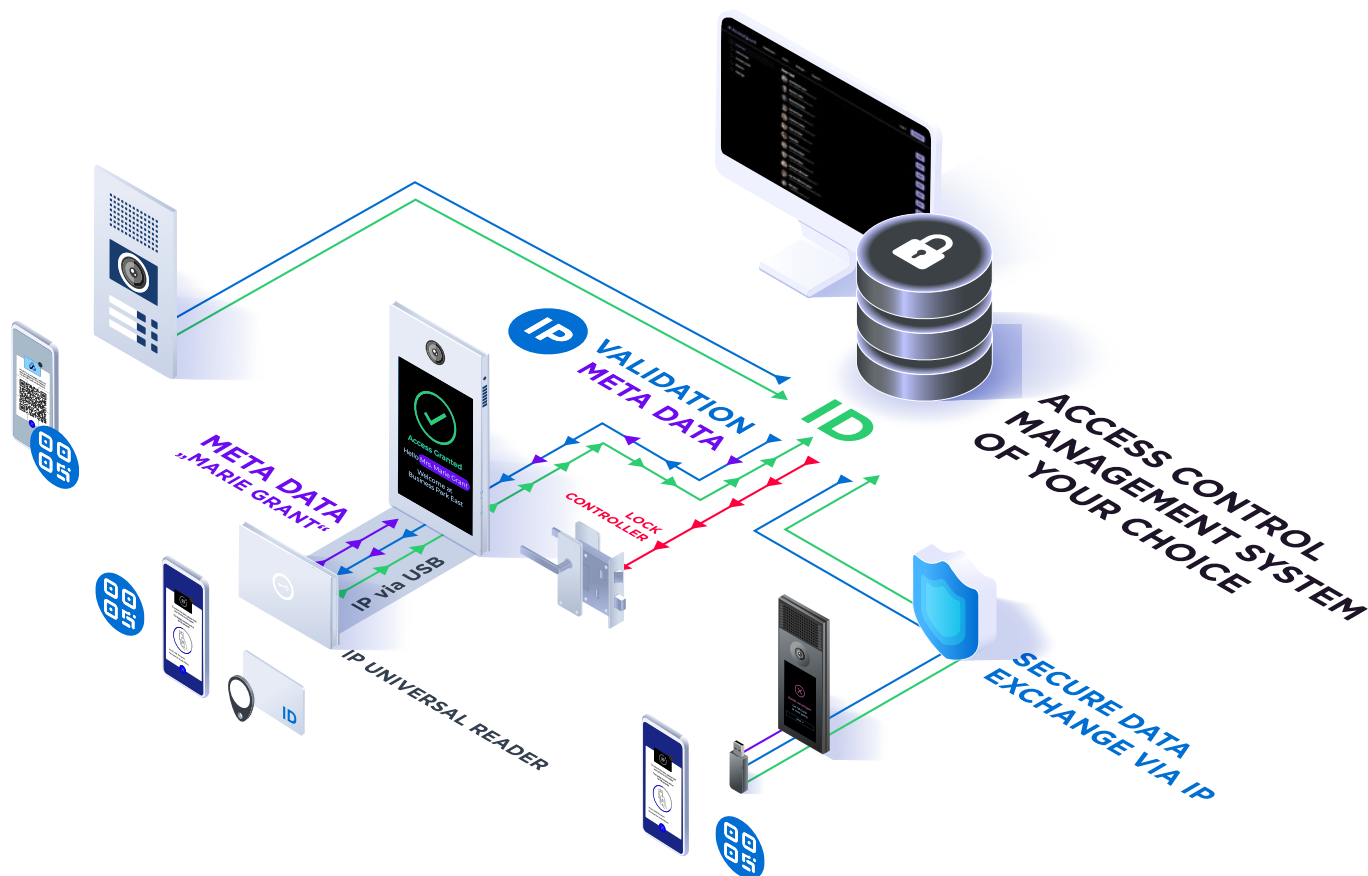 IP
VALIDATION
META DATA
ID
ACCESS CONTROL
MANAGEMENT SYSTEM
OF YOUR CHOICE
META DATA
„MARIE GRANT“
Access Granted
Hello Mrs. Marie Grant
Welcome at
Business Park East
LOCK
CONTROLLER
IP via USB
IP UNIVERSAL READER
ID
SECURE DATA
EXCHANGE VIA IP